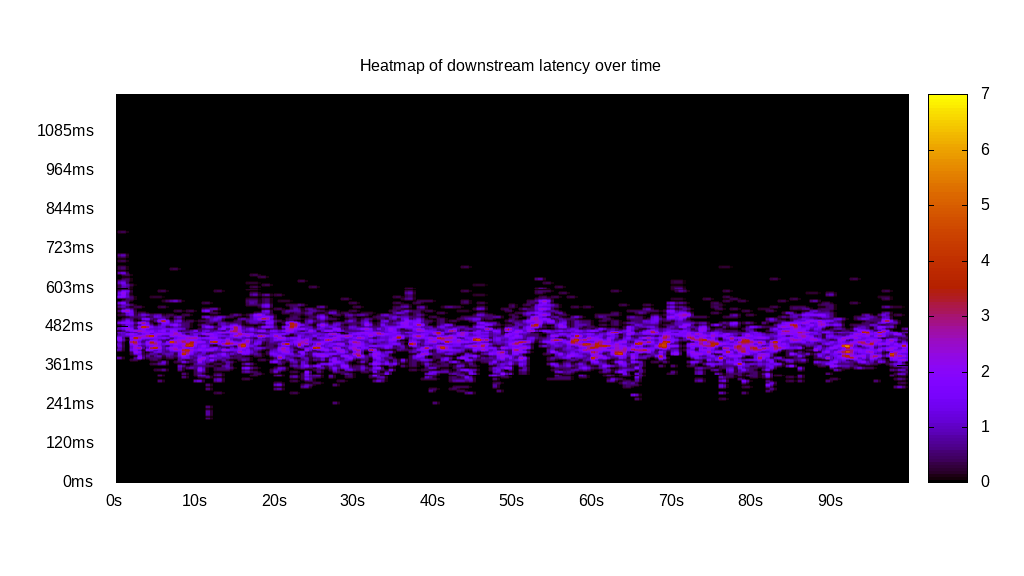 Heatmap of downstream latency over time
1085ms
964ms
844ms
723ms
603ms
482ms
361ms
241ms
120ms
0ms
0s 10s 20s 30s 40s 50s 60s 70s 80s 90s
7
6
5
4
3
2
1
0